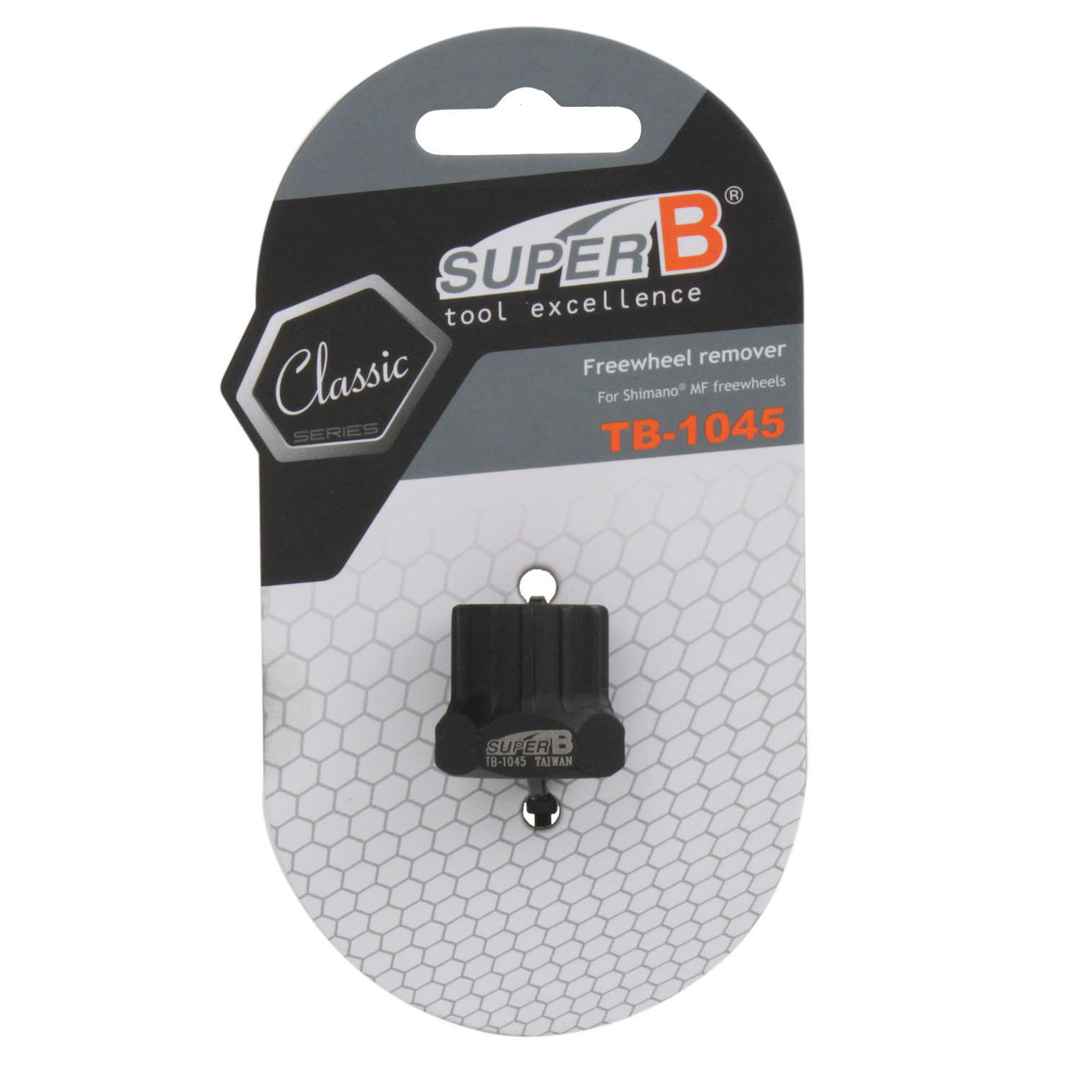 SUPER B®
tool excellence
Classic
SERIES
Freewheel remover
For Shimano® MF freewheels
TB-1045
SUPER B
TB-1045 TAIWAN